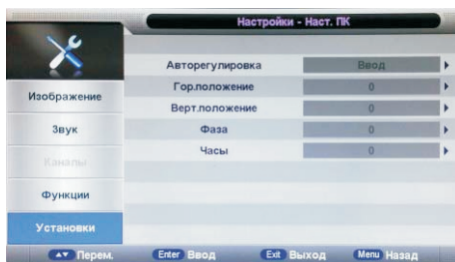 Настройки - Наст. ПК
Авторегулировка Ввод
Гор.положение 0
Верт.положение 0
Фаза 0
Часы 0
Изображение
Звук
Каналы
Функции
Установки
Перем. Enter Ввод Exit Выход Menu Назад